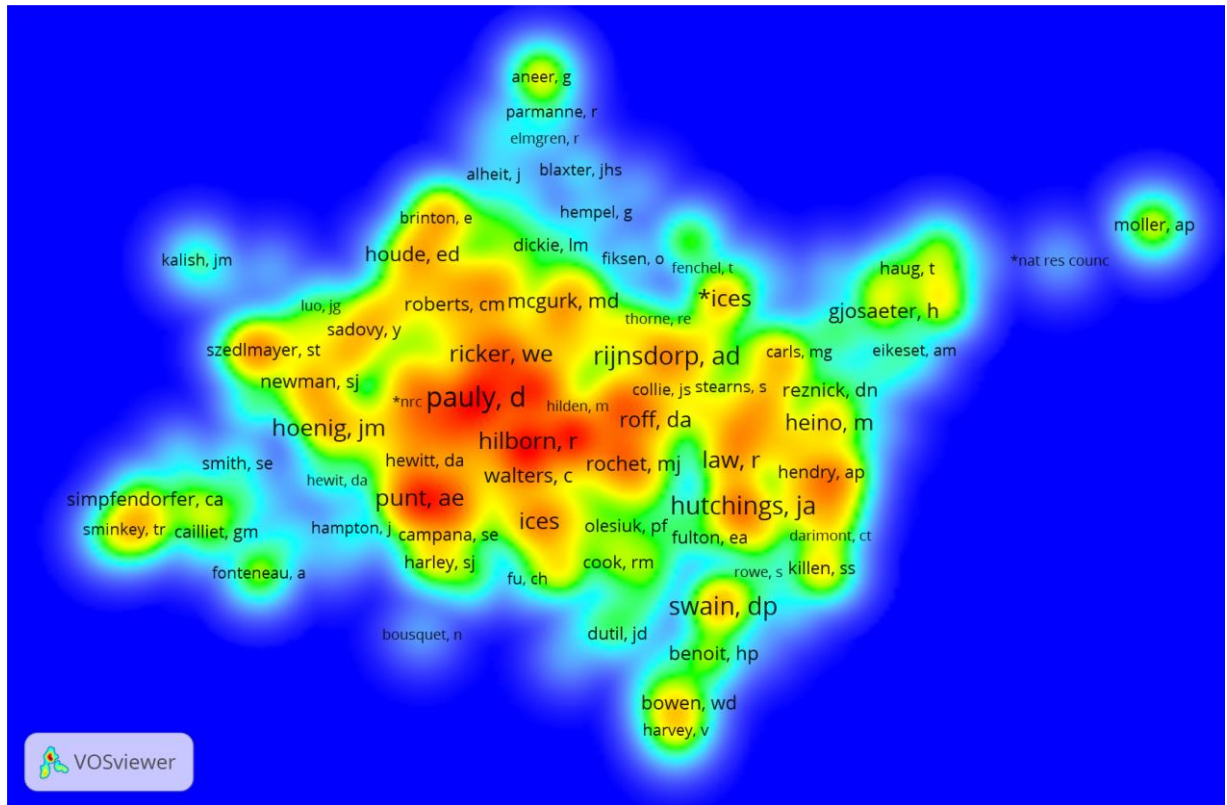 aneer, g
parmanne, r
elmgren, r
alheit, j
blaxter, jhs
brinton, e
hempel, g
moller, ap
houde, ed
dickie, lm
fiksen, o
kalish, jm
fenchel, t
haug, t
*nat res counc
luo, jg
roberts, cm
mcgurk, md
*ices
gjosaeter, h
sadovy, y
thorne, re
szedlmayer, st
ricker, we
rijnsdorp, ad
carls, mg
eikeset, am
newman, sj
*nrc
pauly, d
hilden, m
collie, js
stearns, s
reznick, dn
hoenig, jm
hilborn, r
roff, da
heino, m
smith, se
hewitt, da
walters, c
rochet, mj
law, r
hendry, ap
hewit, da
simpfendorfer, ca
punt, ae
hutchings, ja
sminkey, tr
cailliet, gm
hampton, j
campana, se
ices
olesiuk, pf
fulton, ea
darimont, ct
harley, sj
cook, rm
fonteneau, a
fu, ch
rowe, s
killen, ss
swain, dp
bousquet, n
dutil, jd
benoit, hp
bowen, wd
harvey, v
VOSviewer